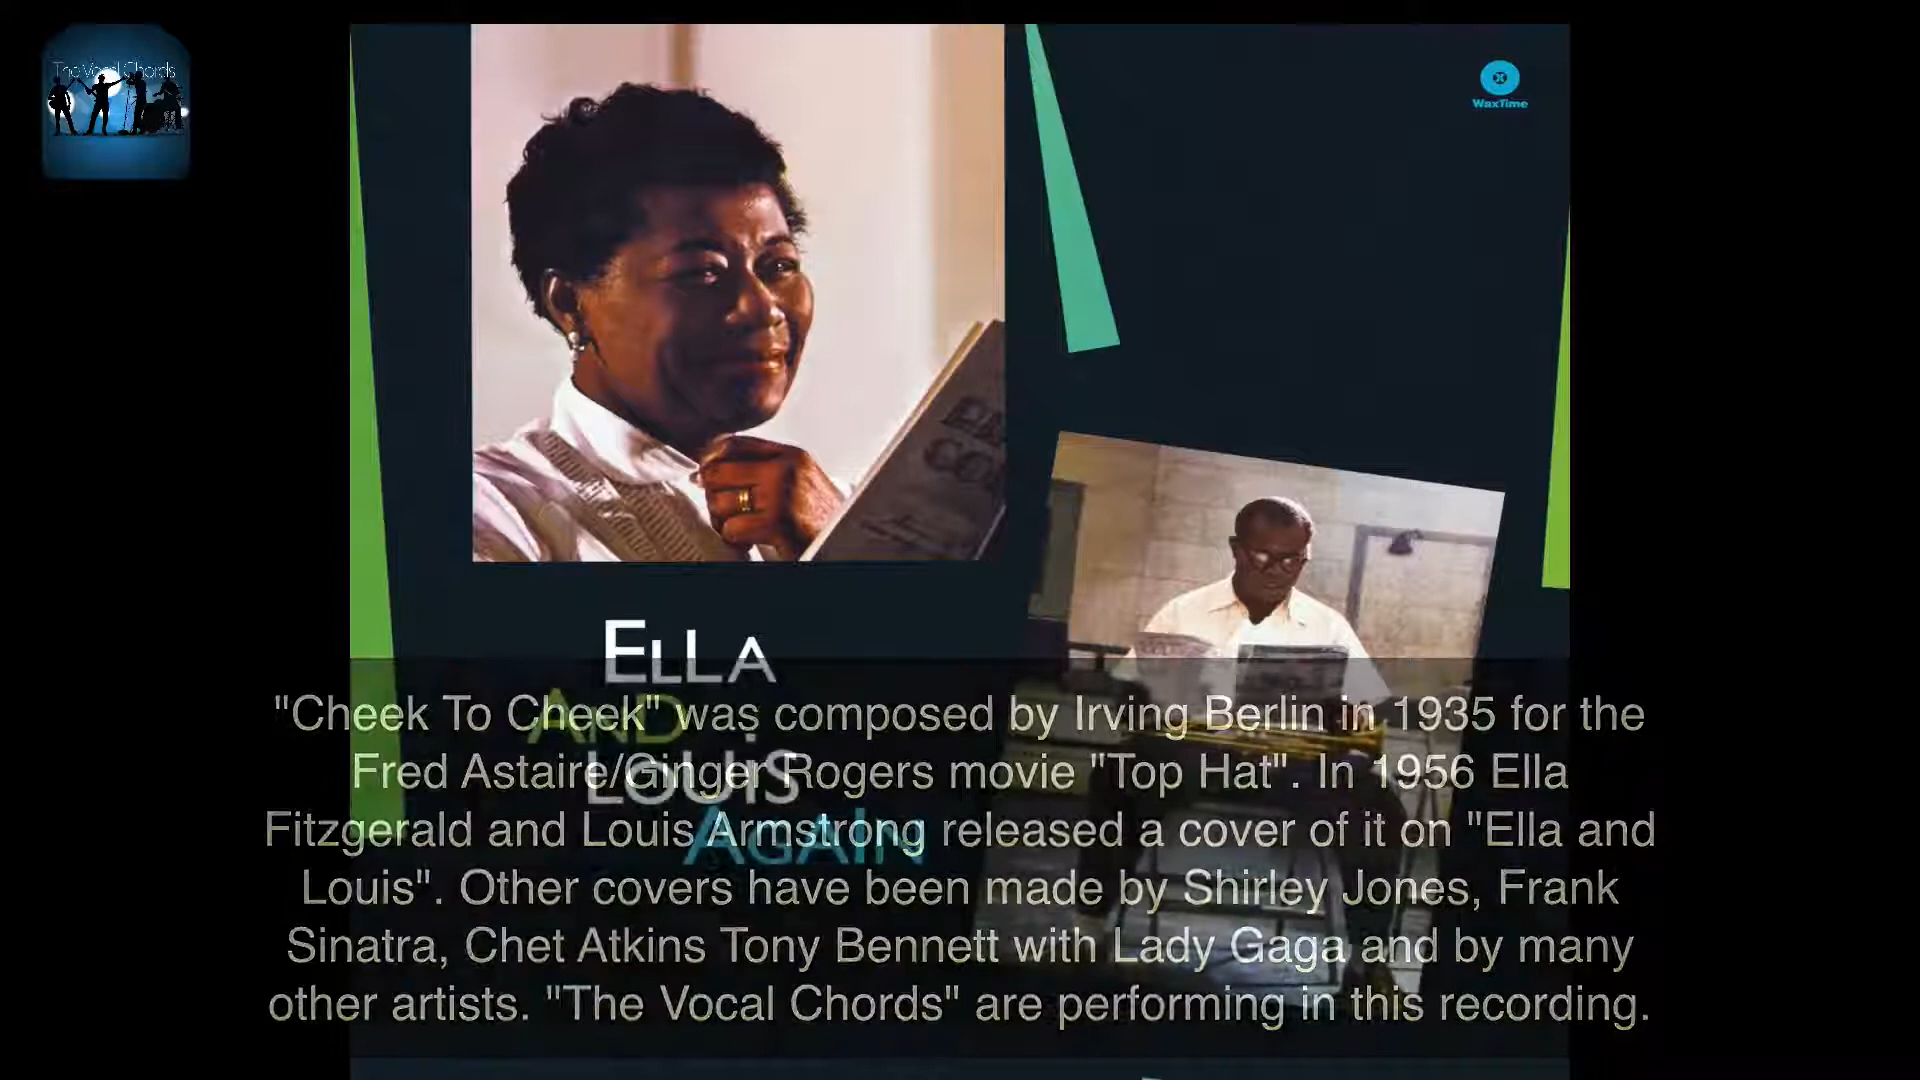 The Vocal Chords
WaxTime
ELLA
AND
LOUIS
AGAIN
"Cheek To Cheek" was composed by Irving Berlin in 1935 for the
Fred Astaire/Ginger Rogers movie "Top Hat". In 1956 Ella
Fitzgerald and Louis Armstrong released a cover of it on "Ella and
Louis". Other covers have been made by Shirley Jones, Frank
Sinatra, Chet Atkins Tony Bennett with Lady Gaga and by many
other artists. "The Vocal Chords" are performing in this recording.